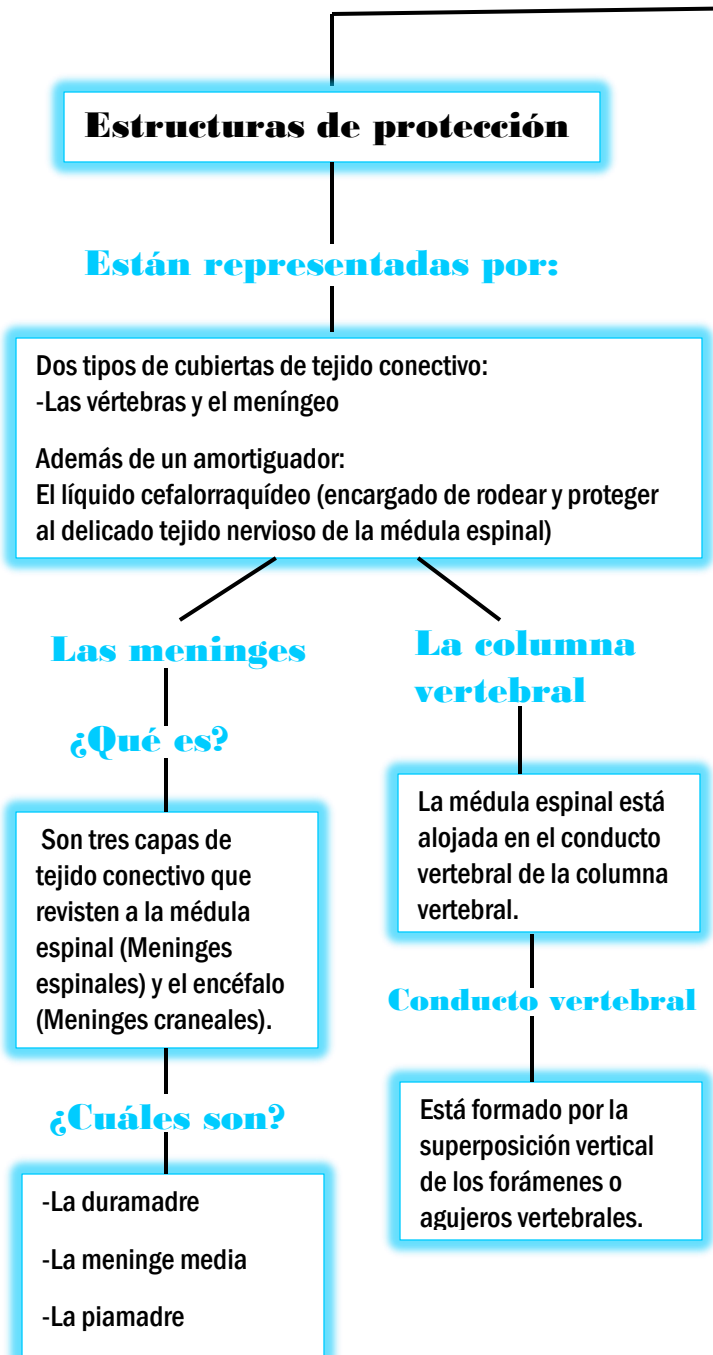 Estructuras de protección
Están representadas por:
Dos tipos de cubiertas de tejido conectivo:
-Las vértebras y el meníngeo
Además de un amortiguador:
El líquido cefalorraquídeo (encargado de rodear y proteger
al delicado tejido nervioso de la médula espinal)
Las meninges
¿Qué es?
Son tres capas de
tejido conectivo que
revisten a la médula
espinal (Meninges
espinales) y el encéfalo
(Meninges craneales).
¿Cuáles son?
-La duramadre
-La meninge media
-La piamadre
La columna
vertebral
La médula espinal está
alojada en el conducto
vertebral de la columna
vertebral.
Conducto vertebral
Está formado por la
superposición vertical
de los forámenes o
agujeros vertebrales.